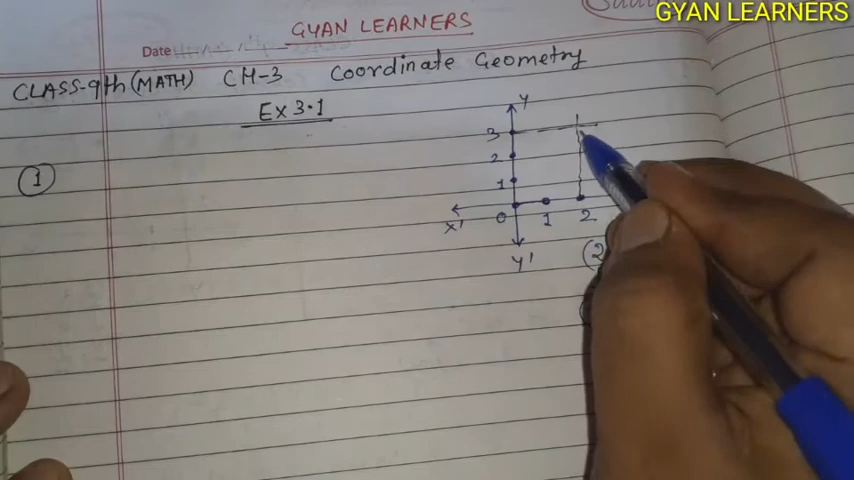 GYAN LEARNERS
GYAN LEARNERS
Date
CLASS-9th (MATH) CH-3 Coordinate Geometry
Ex 3.1
1
Y
3
2
1
X' 0 1 2
Y'
(2